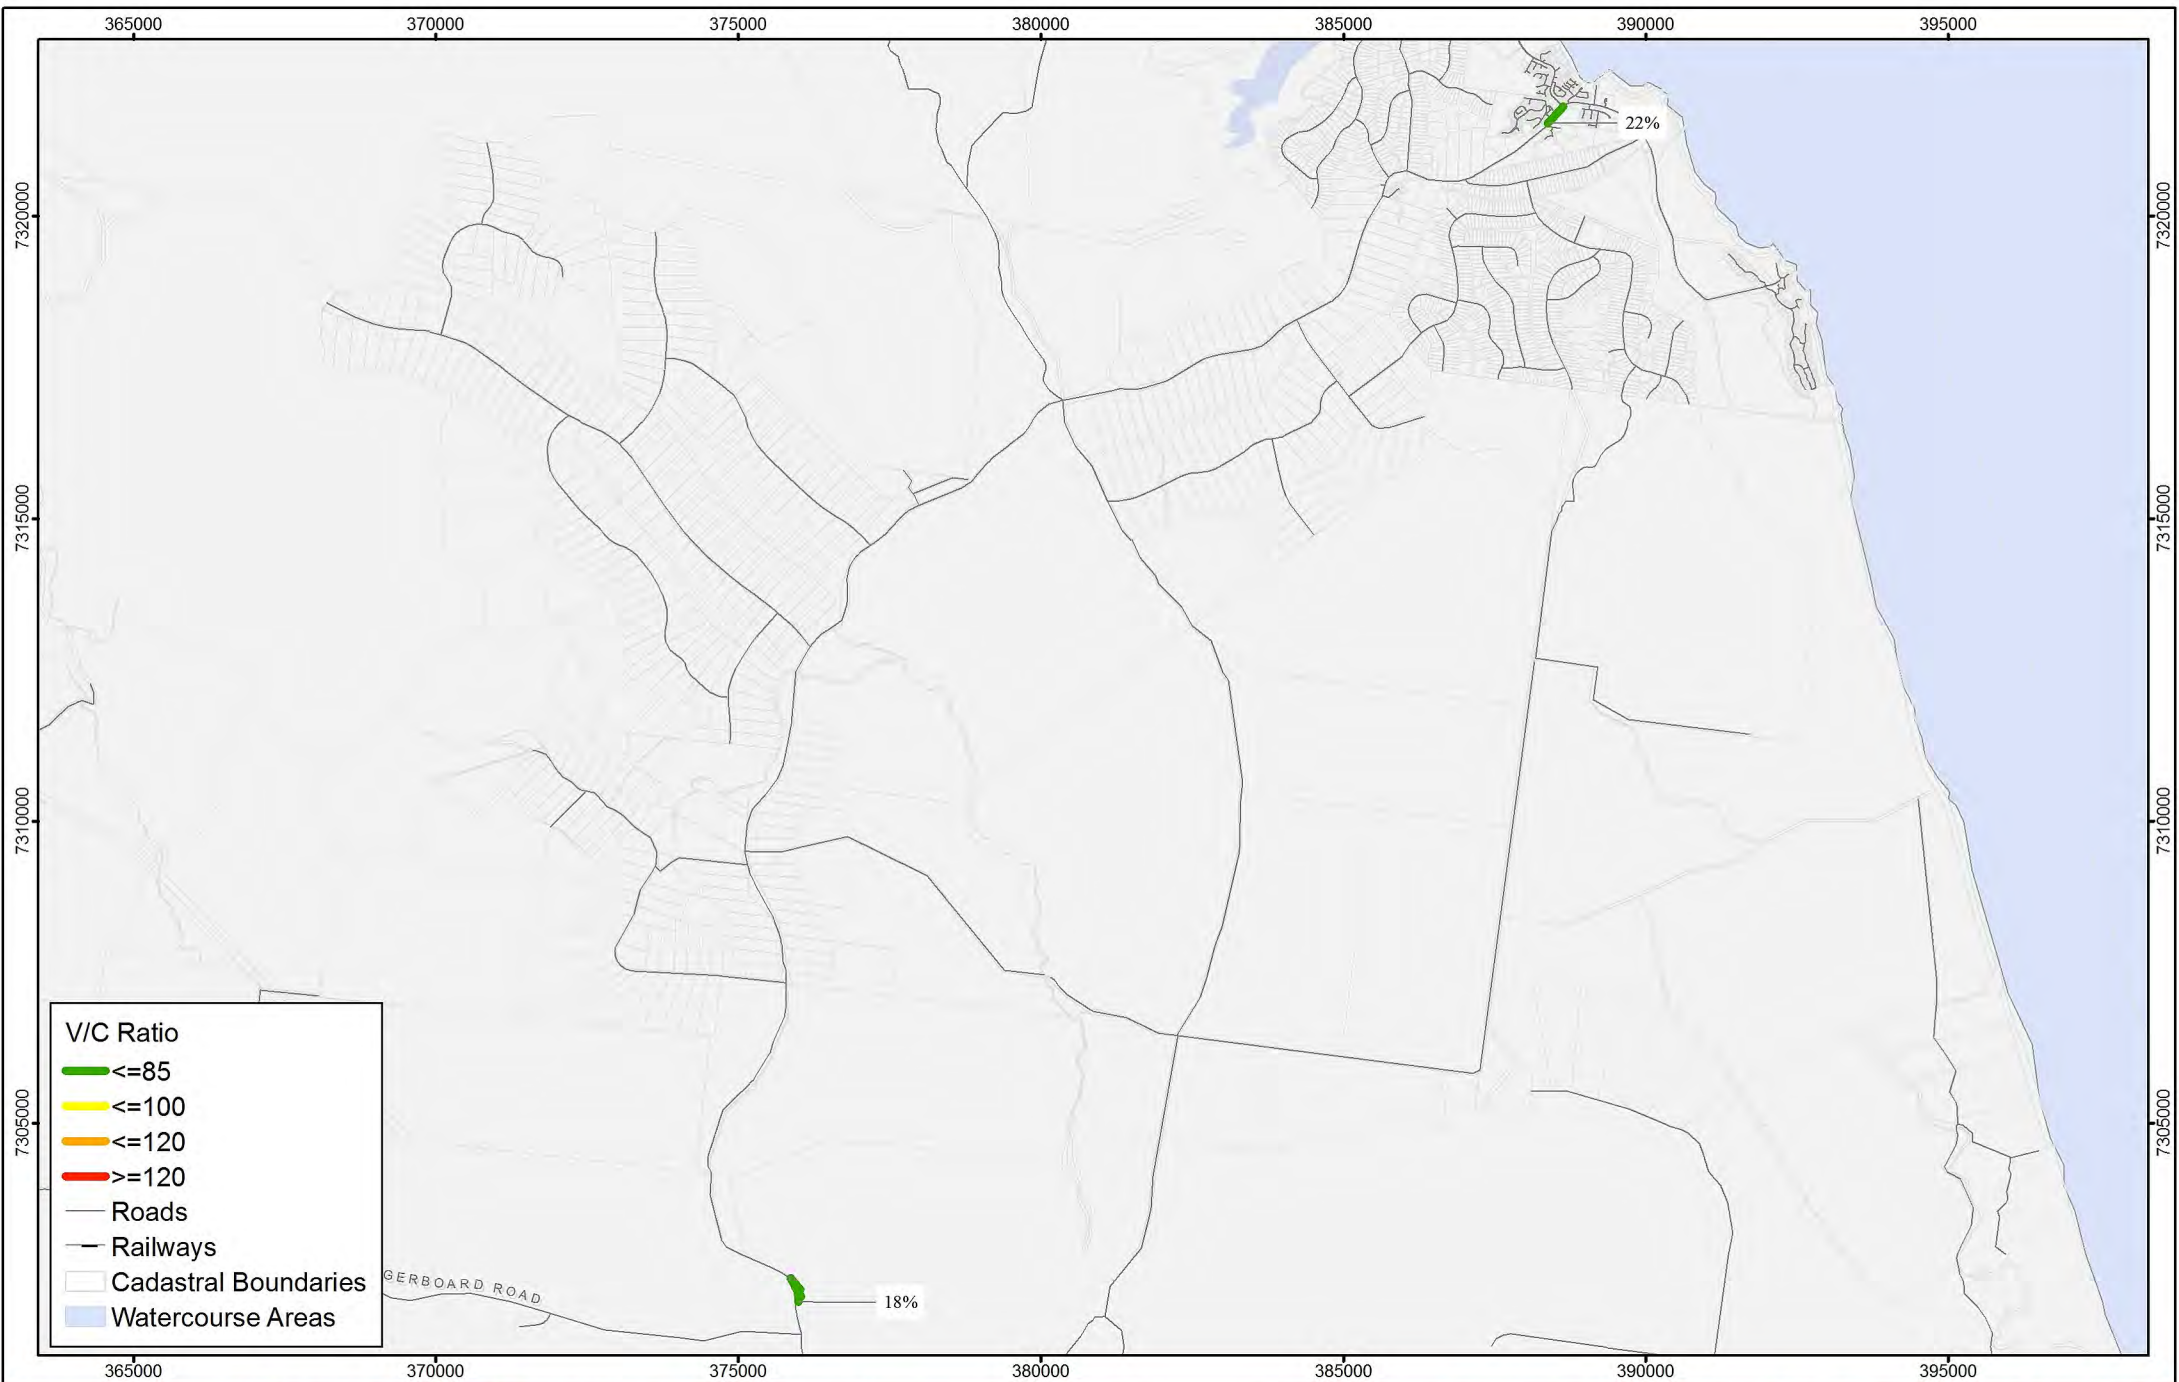 365000 370000 375000 380000 385000 390000 395000
22%
7320000 7320000
7315000 7315000
7310000 7310000
7305000 7305000
V/C Ratio
<=85
<=100
<=120
>=120
Roads
Railways
Cadastral Boundaries
Watercourse Areas
GERBOARD ROAD
18%
365000 370000 375000 380000 385000 390000 395000